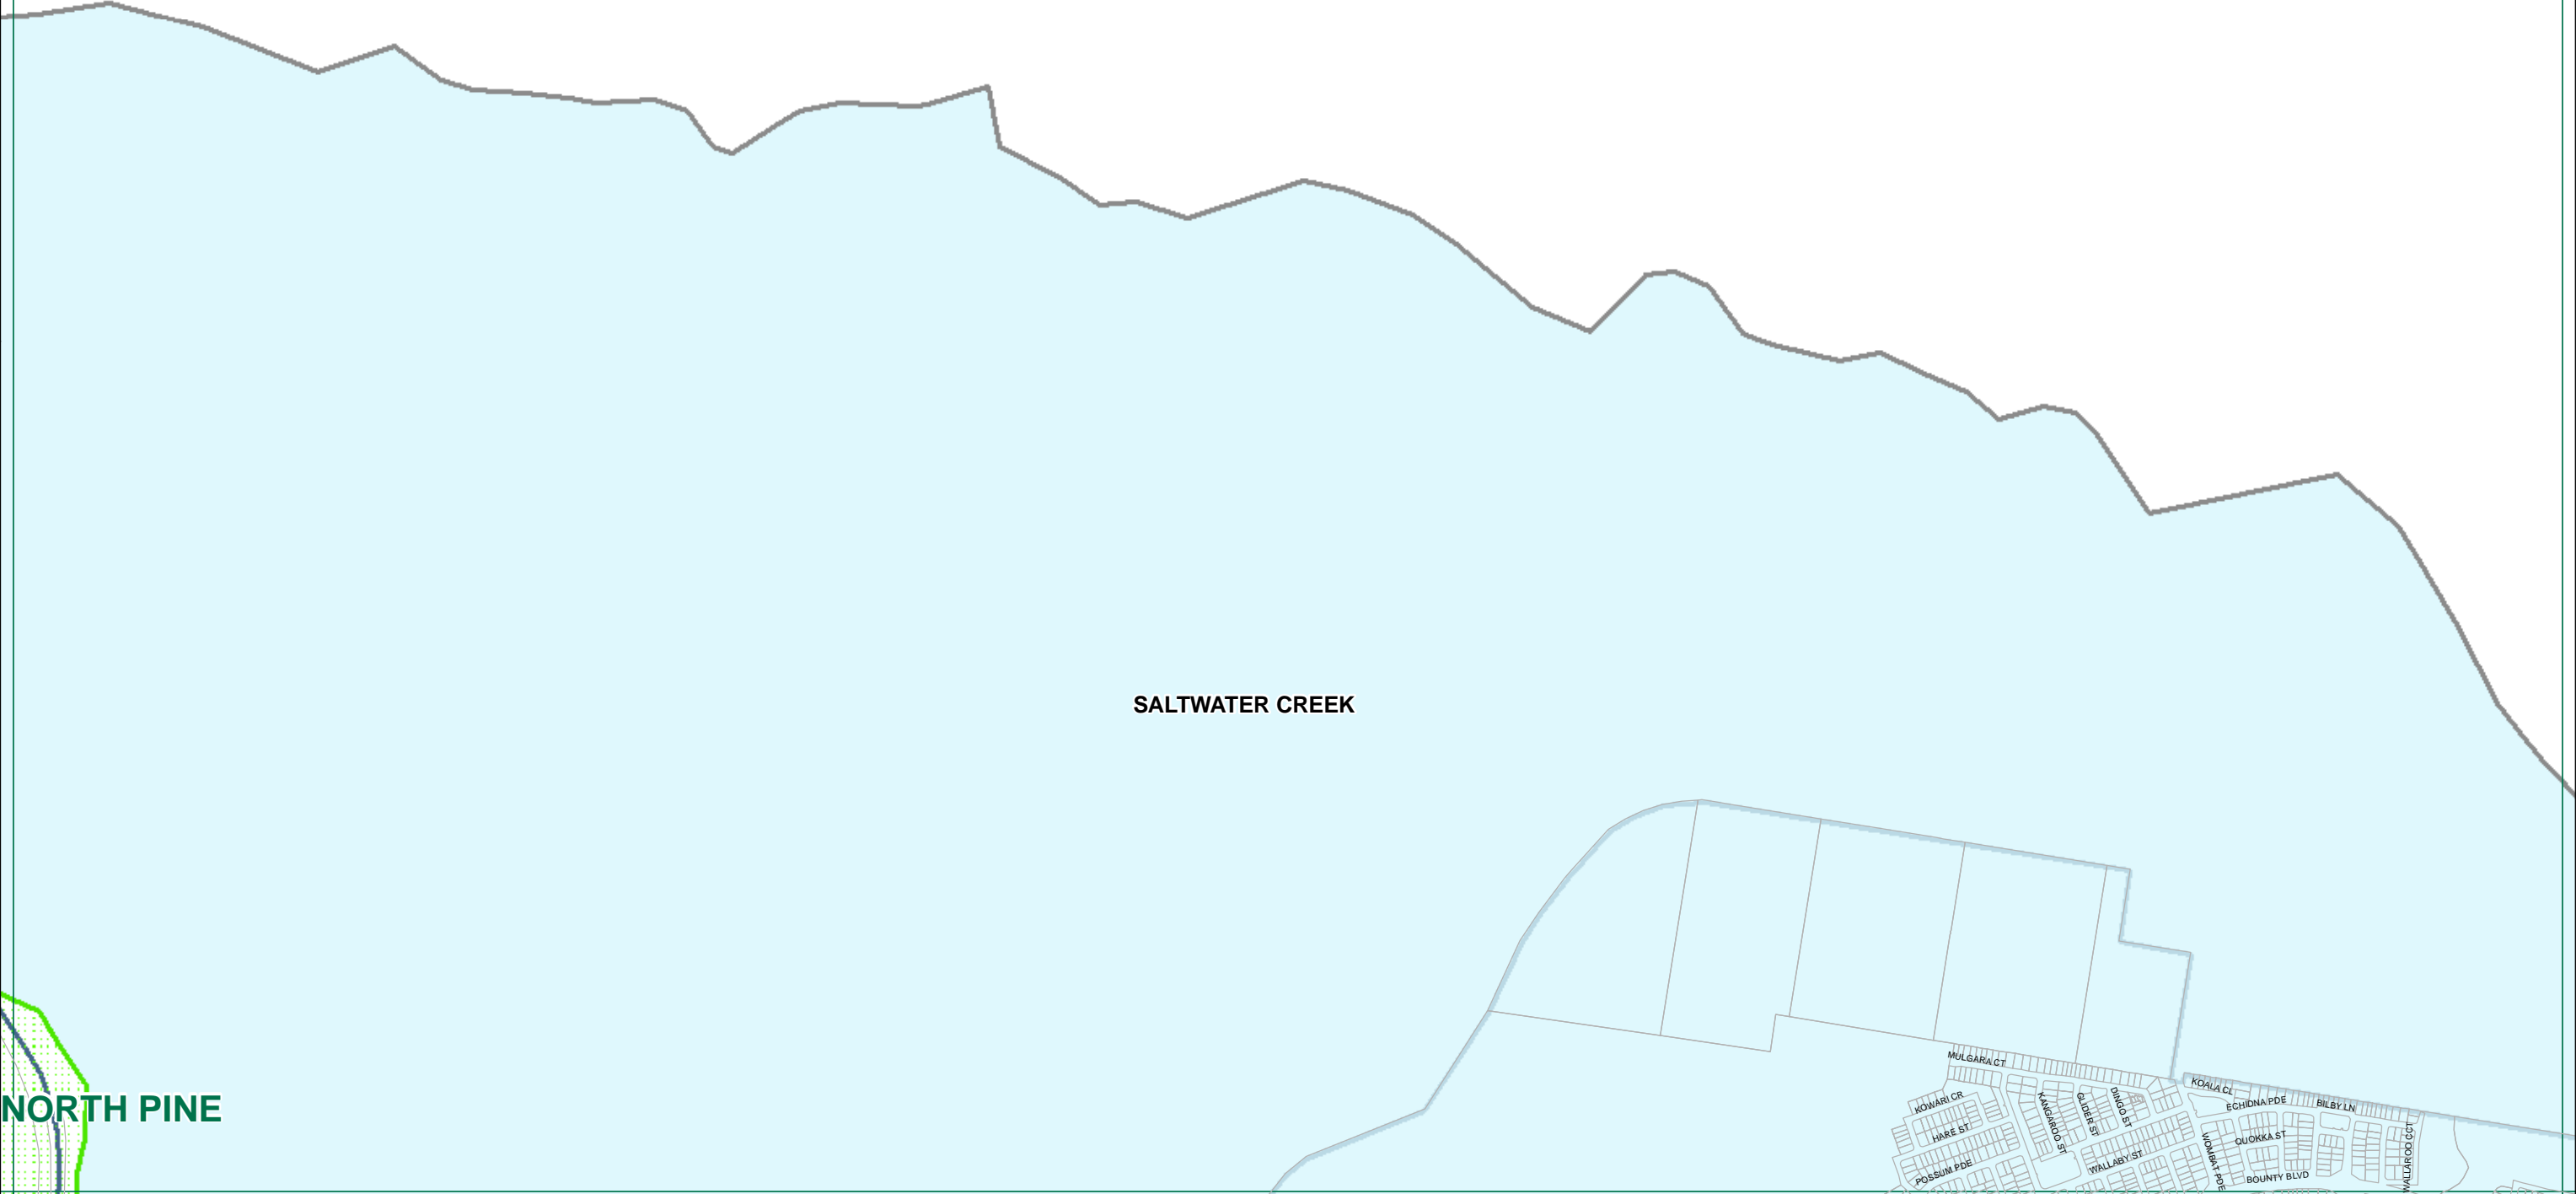 SALTWATER CREEK
NORTH PINE
MULGARA CT
KOALA CL
ECHIDNA PDE
BILBY LN
KOWARI CR
KANGAROO ST
GLIDER ST
DINGO ST
HARE ST
QUOKKA ST
WALLAROO CCT
WOMBAT PDE
WALLABY ST
POSSUM PDE
BOUNTY BLVD